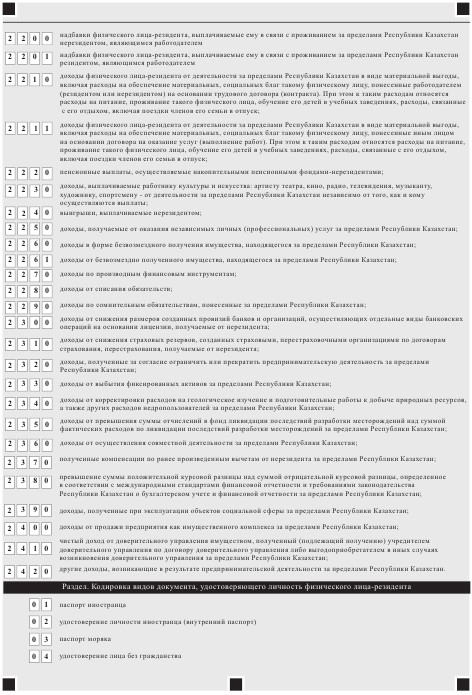 2200 надбавки физического лица-резидента, выплачиваемые ему в связи с проживанием за пределами Республики Казахстан
нерезидентом, являющимся работодателем
2201 надбавки физического лица-резидента, выплачиваемые ему в связи с проживанием за пределами Республики Казахстан
резидентом, являющимся работодателем
2210 доходы физического лица-резидента от деятельности за пределами Республики Казахстан в виде материальной выгоды,
включая расходы на обеспечение материальных, социальных благ такому физическому лицу, понесенные работодателем
(резидентом или нерезидентом) на основании трудового договора (контракта). При этом к таким расходам относятся
расходы на питание, проживание такого физического лица, обучение его детей в учебных заведениях, расходы, связанные
с его отдыхом, включая поездки членов его семьи в отпуск;
2211 доходы физического лица-резидента от деятельности за пределами Республики Казахстан в виде материальной выгоды,
включая расходы на обеспечение материальных, социальных благ такому физическому лицу, понесенные иным лицом
на основании договора на оказание услуг (выполнение работ). При этом к таким расходам относятся расходы на питание,
проживание такого физического лица, обучение его детей в учебных заведениях, расходы, связанные с его отдыхом,
включая поездки членов его семьи в отпуск;
2220 пенсионные выплаты, осуществляемые накопительными пенсионными фондами-нерезидентами;
2230 доходы, выплачиваемые работнику культуры и искусства: артисту театра, кино, радио, телевидения, музыканту,
художнику, спортсмену - от деятельности за пределами Республики Казахстан независимо от того, как и кому
осуществляются выплаты;
2240 выигрыши, выплачиваемые нерезидентом;
2250 доходы, получаемые от оказания независимых личных (профессиональных) услуг за пределами Республики Казахстан;
2260 доходы в форме безвозмездного получения имущества, находящегося за пределами Республики Казахстан;
2261 доходы от безвозмездно полученного имущества, находящегося за пределами Республики Казахстан;
2270 доходы по производным финансовым инструментам;
2280 доходы от списания обязательств;
2290 доходы по сомнительным обязательствам, понесенные за пределами Республики Казахстан;
2300 доходы от снижения размеров созданных провизий банков и организаций, осуществляющих отдельные виды банковских
операций на основании лицензии, получаемые от нерезидента;
2310 доходы от снижения страховых резервов, созданных страховыми, перестраховочными организациями по договорам
страхования, перестрахования, получаемые от нерезидента;
2320 доходы, полученные за согласие ограничить или прекратить предпринимательскую деятельность за пределами
Республики Казахстан;
2330 доходы от выбытия фиксированных активов за пределами Республики Казахстан;
2340 доходы от корректировки расходов на геологическое изучение и подготовительные работы к добыче природных ресурсов,
а также других расходов недропользователей за пределами Республики Казахстан;
2350 доходы от превышения суммы отчислений в фонд ликвидации последствий разработки месторождений над суммой
фактических расходов по ликвидации последствий разработки месторождений за пределами Республики Казахстан;
2360 доходы от осуществления совместной деятельности за пределами Республики Казахстан;
2370 полученные компенсации по ранее произведенным вычетам от нерезидента за пределами Республики Казахстан;
2380 превышение суммы положительной курсовой разницы над суммой отрицательной курсовой разницы, определенное
в соответствии с международными стандартами финансовой отчетности и требованиями законодательства
Республики Казахстан о бухгалтерском учете и финансовой отчетности за пределами Республики Казахстан;
2390 доходы, полученные при эксплуатации объектов социальной сферы за пределами Республики Казахстан;
2400 доходы от продажи предприятия как имущественного комплекса за пределами Республики Казахстан;
2410 чистый доход от доверительного управления имуществом, полученный (подлежащий получению) учредителем
доверительного управления по договору доверительного управления либо выгодоприобретателем в иных случаях
возникновения доверительного управления за пределами Республики Казахстан;
2420 другие доходы, возникающие в результате предпринимательской деятельности за пределами Республики Казахстан.
Раздел. Кодировка видов документа, удостоверяющего личность физического лица-резидента
01 паспорт иностранца
02 удостоверение личности иностранца (внутренний паспорт)
03 паспорт моряка
04 удостоверение лица без гражданства